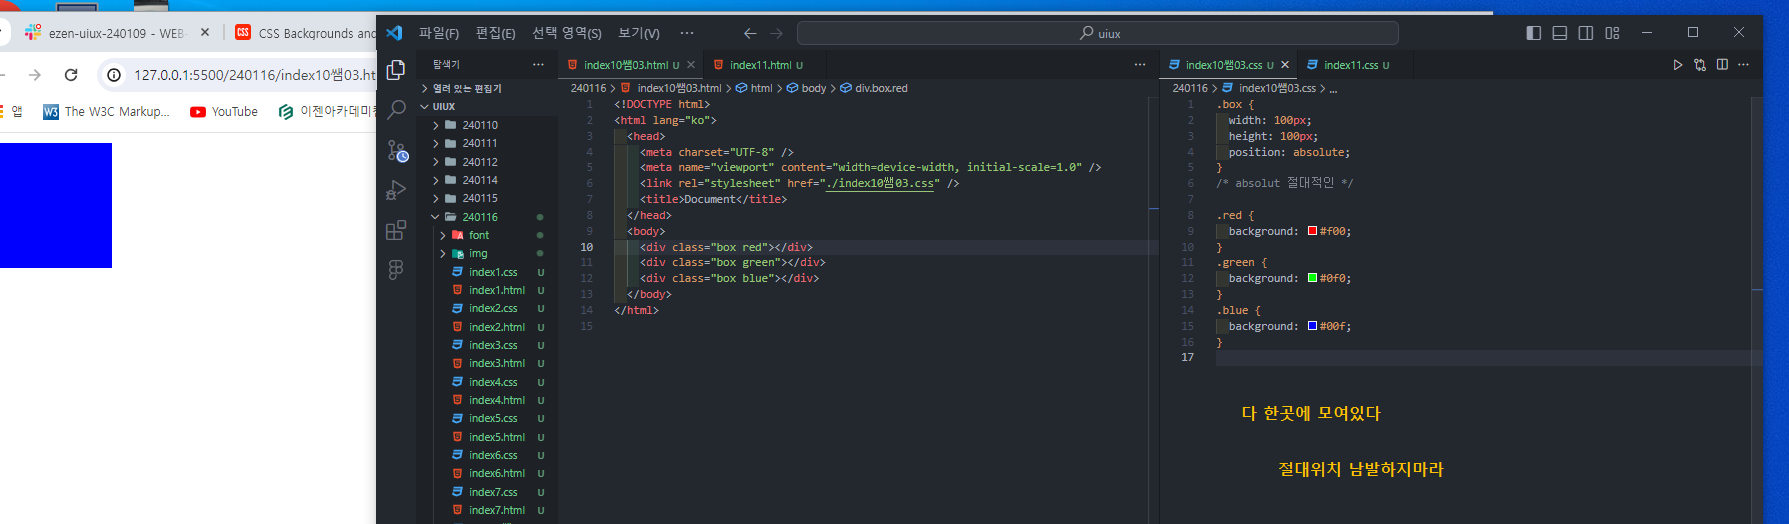 ezen-uiux-240109 - WEB-
CSS Backgrounds and
127.0.0.1:5500/240116/index10쌤03.ht
앱
The W3C Markup...
YouTube
이젠아카데미
파일(F) 편집(E) 선택 영역(S) 보기(V) ···
uiux
탐색기 ···
열려 있는 편집기
UIUX
240110
240111
240112
240114
240115
240116
font
img
index1.css U
index1.html U
index2.css U
index2.html U
index3.css U
index3.html U
index4.css U
index4.html U
index5.css U
index5.html U
index6.css U
index6.html U
index7.css U
index7.html U
index10쌤03.html U
index11.html U
240116 > index10쌤03.html > html > body > div.box.red
1 <!DOCTYPE html>
2 <html lang="ko">
3 <head>
4 <meta charset="UTF-8" />
5 <meta name="viewport" content="width=device-width, initial-scale=1.0" />
6 <link rel="stylesheet" href="./index10쌤03.css" />
7 <title>Document</title>
8 </head>
9 <body>
10 <div class="box red"></div>
11 <div class="box green"></div>
12 <div class="box blue"></div>
13 </body>
14 </html>
15
index10쌤03.css U
index11.css U
240116 > index10쌤03.css > ...
1 .box {
2 width: 100px;
3 height: 100px;
4 position: absolute;
5 }
6 /* absolut 절대적인 */
7
8 .red {
9 background: #f00;
10 }
11 .green {
12 background: #0f0;
13 }
14 .blue {
15 background: #00f;
16 }
17
다 한곳에 모여있다
절대위치 남발하지마라